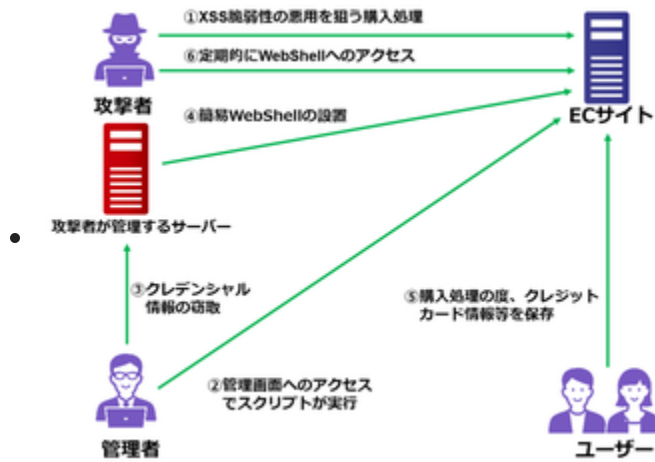 ①XSS脆弱性の悪用を狙う購入処理
⑥定期的にWebShellへのアクセス
攻撃者
ECサイト
④簡易WebShellの設置
攻撃者が管理するサーバー
③クレデンシャル
情報の窃取
⑤購入処理の度、クレジット
カード情報等を保存
②管理画面へのアクセス
でスクリプトが実行
管理者
ユーザー